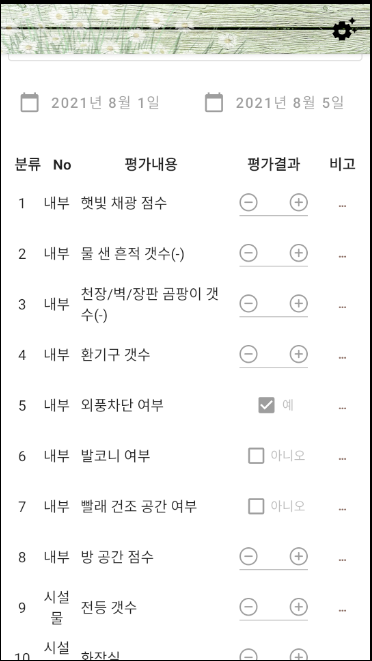 2021년 8월 1일 2021년 8월 5일
분류 No 평가내용 평가결과 비고
1 내부 햇빛 채광 점수 ...
2 내부 물 샌 흔적 갯수(-) ...
3 내부 천장/벽/장판 곰팡이 갯
수(-) ...
4 내부 환기구 갯수 ...
5 내부 외풍차단 여부 예 ...
6 내부 발코니 여부 아니오 ...
7 내부 빨래 건조 공간 여부 아니오 ...
8 내부 방 공간 점수 ...
9 시설
물 전등 갯수 ...
10 시설 화장실 ...